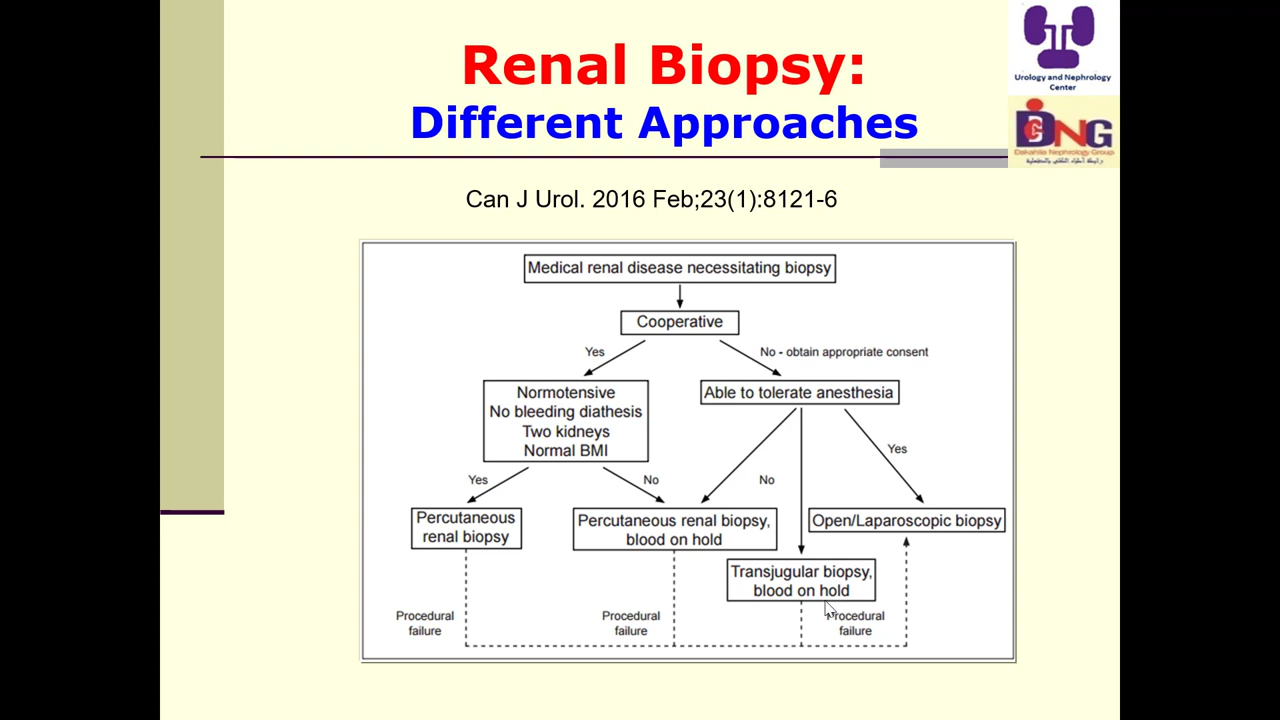 Renal Biopsy:
Different Approaches
Urology and Nephrology
Center
DNG
Dakahlia Nephrology Group
Can J Urol. 2016 Feb;23(1):8121-6
Medical renal disease necessitating biopsy
Cooperative
Yes
No - obtain appropriate consent
Normotensive
No bleeding diathesis
Two kidneys
Normal BMI
Able to tolerate anesthesia
Yes
No
No
Yes
Percutaneous
renal biopsy
Percutaneous renal biopsy,
blood on hold
Open/Laparoscopic biopsy
Transjugular biopsy,
blood on hold
Procedural
failure
Procedural
failure
Procedural
failure